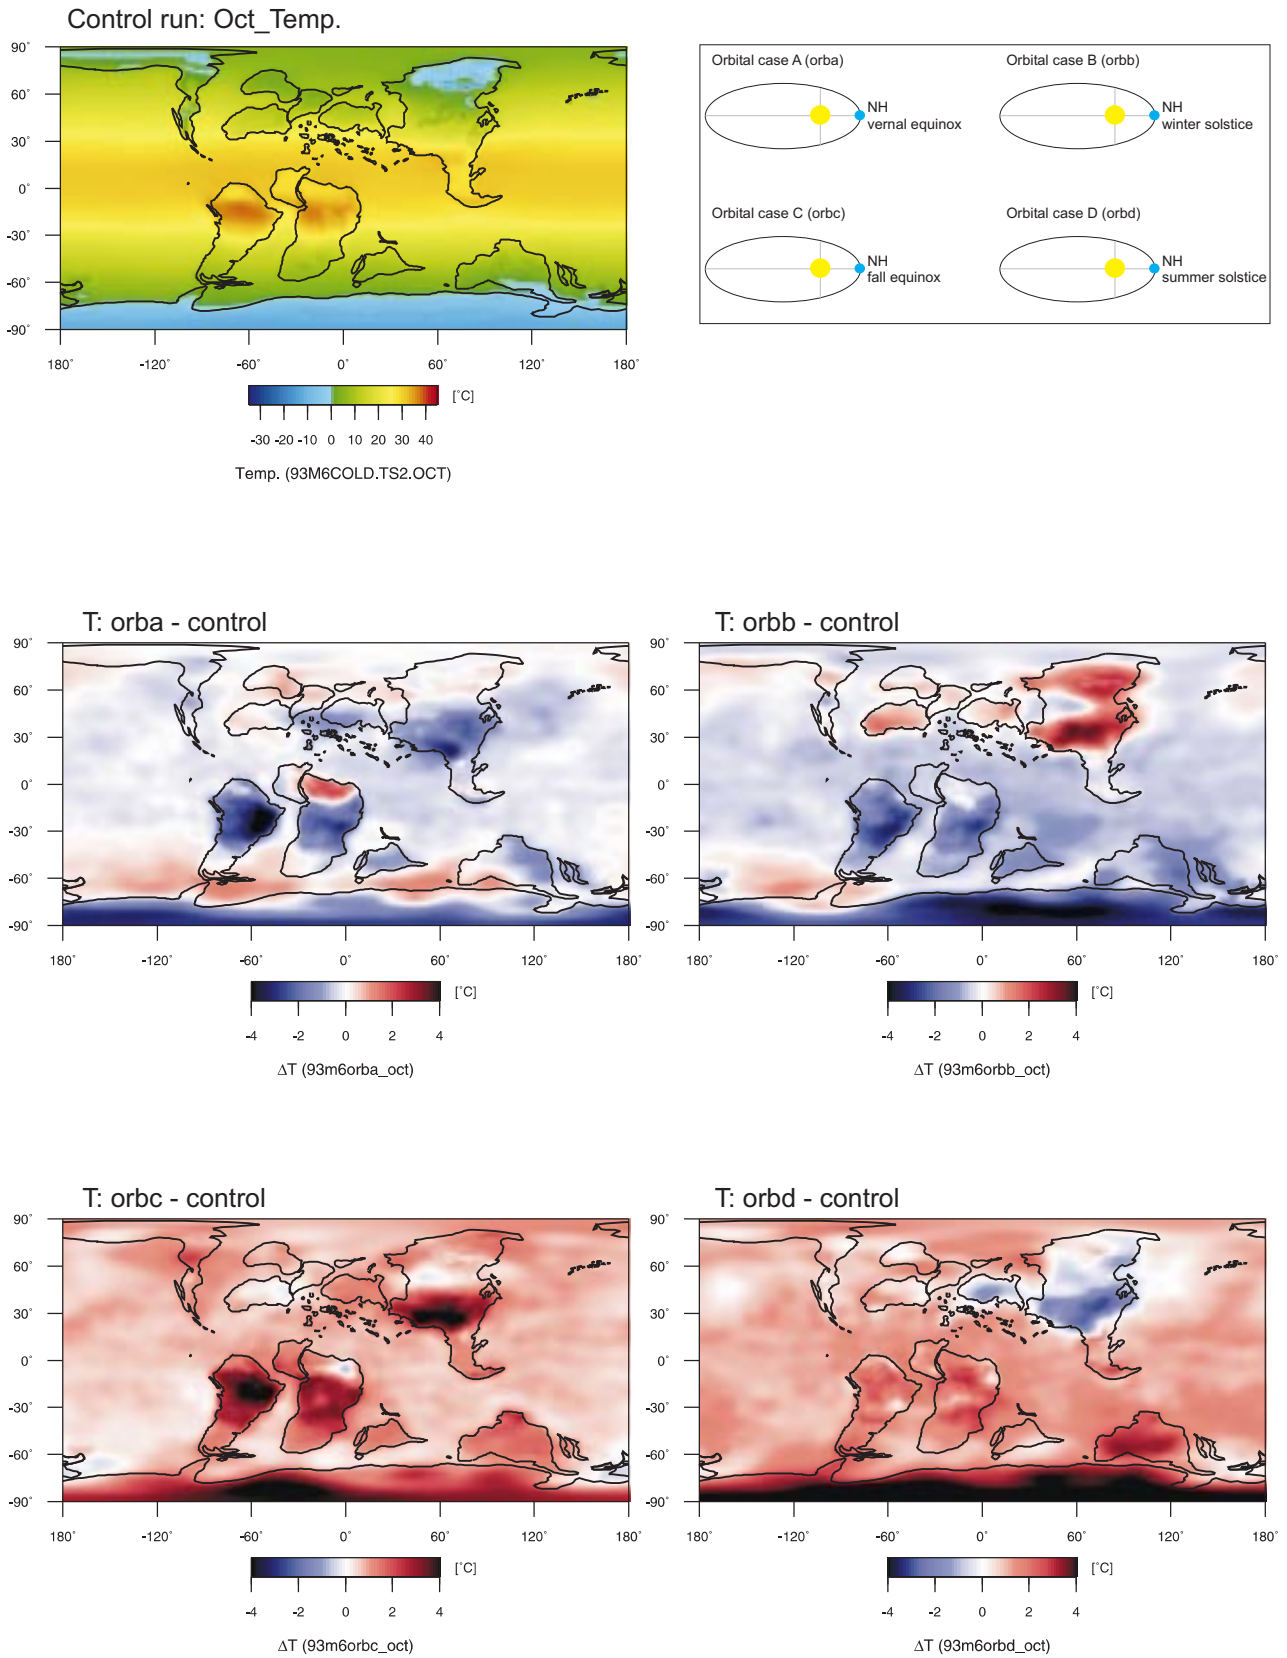 Control run: Oct_Temp.
90˚
60˚
30˚
0˚
-30˚
-60˚
-90˚
180˚ -120˚ -60˚ 0˚ 60˚ 120˚ 180˚
[˚C]
-30 -20 -10 0 10 20 30 40
Temp. (93M6COLD.TS2.OCT)
Orbital case A (orba)
NH
vernal equinox
Orbital case B (orbb)
NH
winter solstice
Orbital case C (orbc)
NH
fall equinox
Orbital case D (orbd)
NH
summer solstice
T: orba - control
90˚
60˚
30˚
0˚
-30˚
-60˚
-90˚
180˚ -120˚ -60˚ 0˚ 60˚ 120˚ 180˚
[˚C]
-4 -2 0 2 4
ΔT (93m6orba_oct)
T: orbb - control
90˚
60˚
30˚
0˚
-30˚
-60˚
-90˚
180˚ -120˚ -60˚ 0˚ 60˚ 120˚ 180˚
[˚C]
-4 -2 0 2 4
ΔT (93m6orbb_oct)
T: orbc - control
90˚
60˚
30˚
0˚
-30˚
-60˚
-90˚
180˚ -120˚ -60˚ 0˚ 60˚ 120˚ 180˚
[˚C]
-4 -2 0 2 4
ΔT (93m6orbc_oct)
T: orbd - control
90˚
60˚
30˚
0˚
-30˚
-60˚
-90˚
180˚ -120˚ -60˚ 0˚ 60˚ 120˚ 180˚
[˚C]
-4 -2 0 2 4
ΔT (93m6orbd_oct)